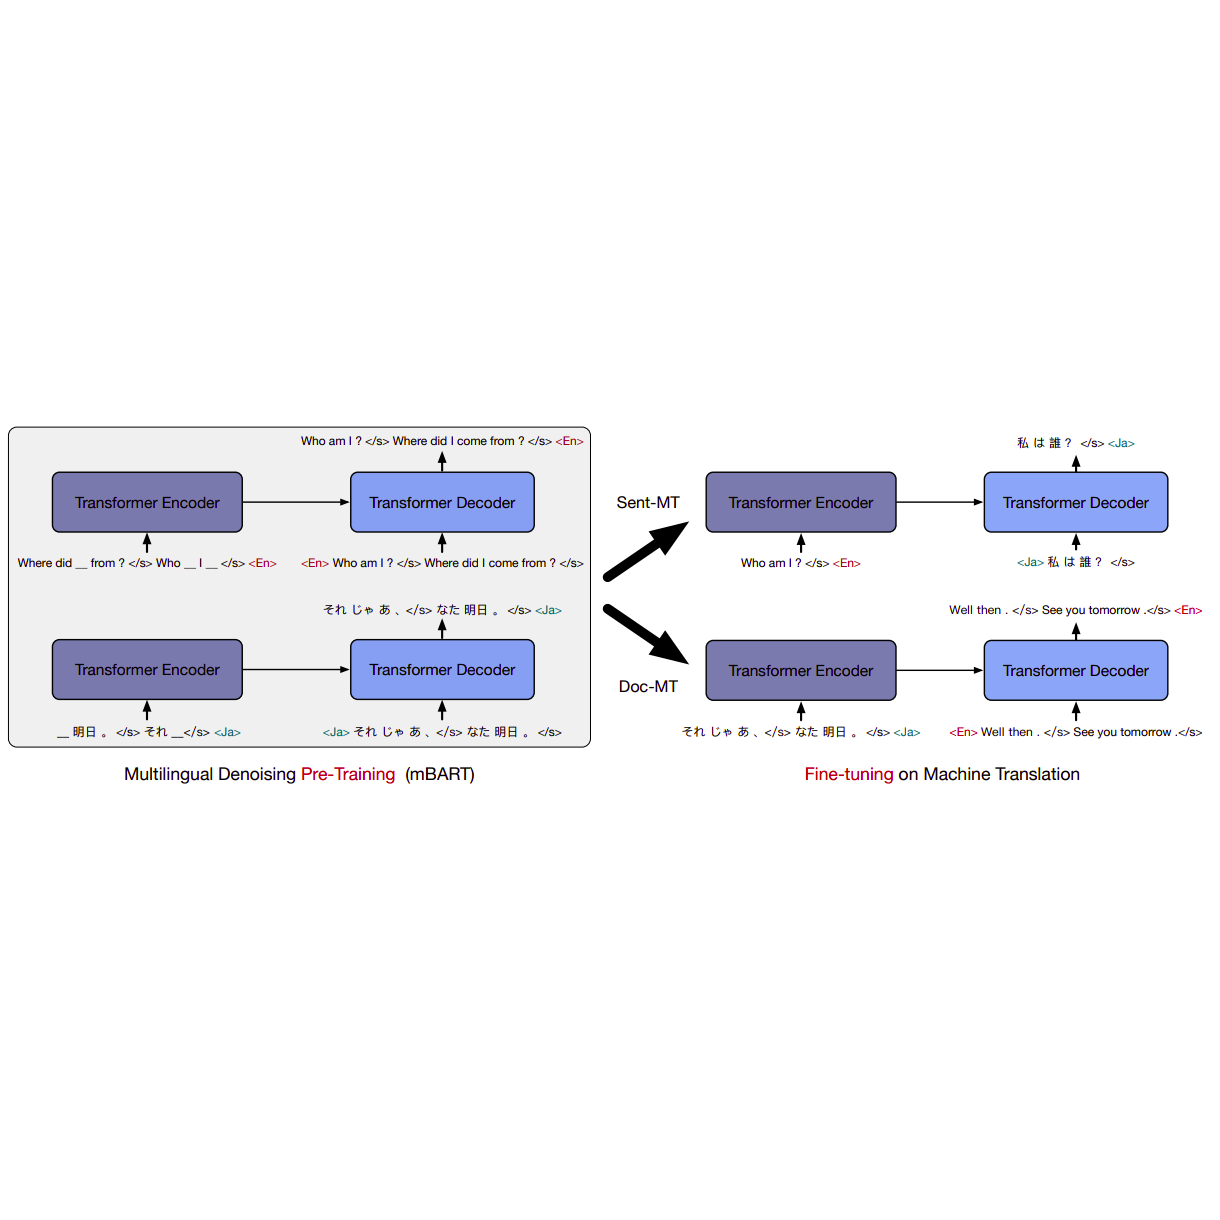 Who am I ? </s> Where did I come from ? </s> <En>
Transformer Encoder
Transformer Decoder
Where did __ from ? </s> Who __ I __ </s> <En>
<En> Who am I ? </s> Where did I come from ? </s>
それ じゃ あ 、</s> なた 明日 。 </s> <Ja>
Transformer Encoder
Transformer Decoder
__ 明日 。 </s> それ __</s> <Ja>
<Ja> それ じゃ あ 、</s> なた 明日 。 </s>
Multilingual Denoising Pre-Training (mBART)
Sent-MT
Doc-MT
私 は 誰 ? </s> <Ja>
Transformer Encoder
Transformer Decoder
Who am I ? </s> <En>
<Ja> 私 は 誰 ? </s>
Well then . </s> See you tomorrow .</s> <En>
Transformer Encoder
Transformer Decoder
それ じゃ あ 、</s> なた 明日 。 </s> <Ja>
<En> Well then . </s> See you tomorrow .</s>
Fine-tuning on Machine Translation